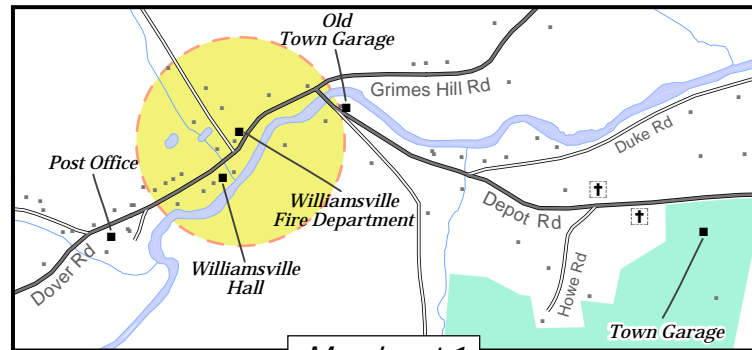 Old
Town Garage
Grimes Hill Rd
Duke Rd
Post Office
Williamsville
Fire Department
Depot Rd
Williamsville
Hall
Dover Rd
Howe Rd
Town Garage